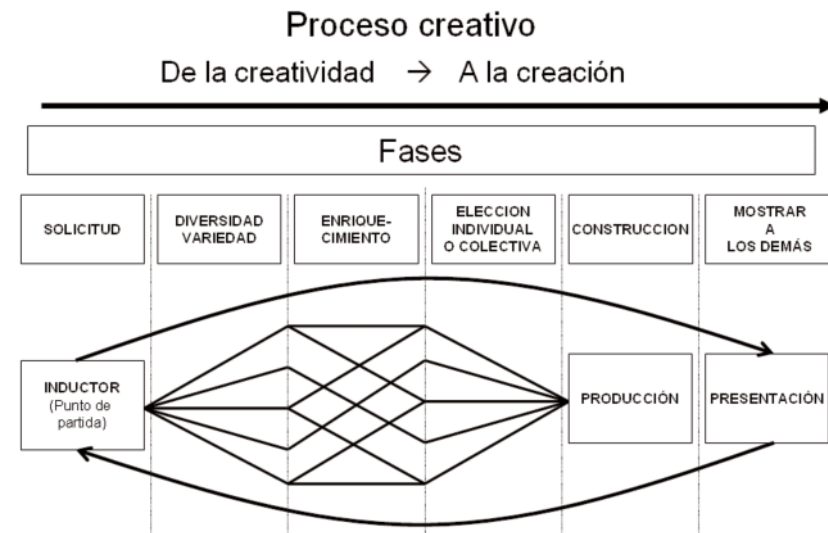 Proceso creativo
De la creatividad → A la creación
Fases
SOLICITUD
DIVERSIDAD
VARIEDAD
ENRIQUE-
CIMIENTO
ELECCION
INDIVIDUAL
O COLECTIVA
CONSTRUCCION
MOSTRAR
A
LOS DEMÁS
INDUCTOR
(Punto de
partida)
PRODUCCIÓN
PRESENTACIÓN